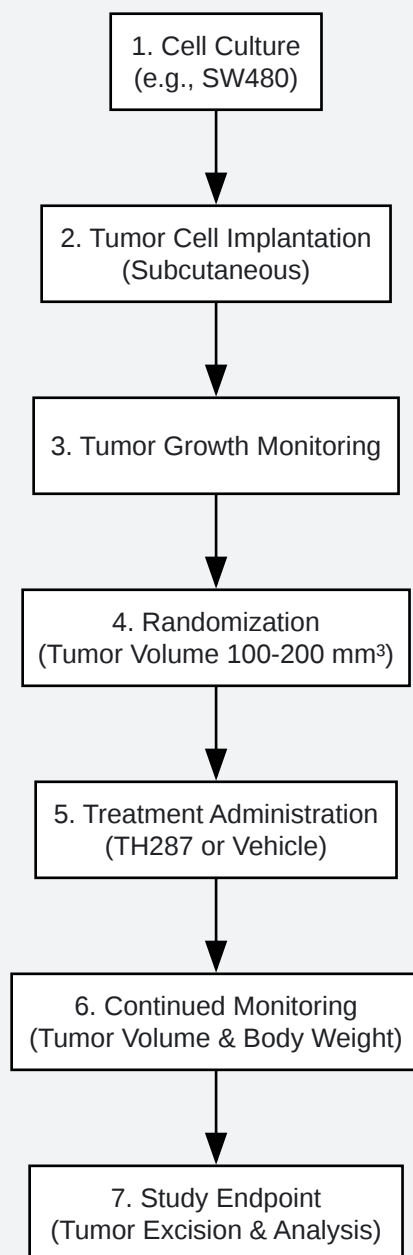 1. Cell Culture
(e.g., SW480)
2. Tumor Cell Implantation
(Subcutaneous)
3. Tumor Growth Monitoring
4. Randomization
(Tumor Volume 100-200 mm³)
5. Treatment Administration
(TH287 or Vehicle)
6. Continued Monitoring
(Tumor Volume & Body Weight)
7. Study Endpoint
(Tumor Excision & Analysis)